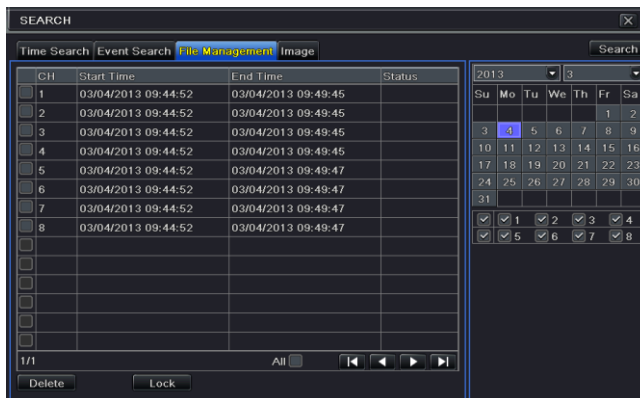 SEARCH
Time Search Event Search File Management Image Search
CH Start Time End Time Status
1 03/04/2013 09:44:52 03/04/2013 09:49:45
2 03/04/2013 09:44:52 03/04/2013 09:49:45
3 03/04/2013 09:44:52 03/04/2013 09:49:45
4 03/04/2013 09:44:52 03/04/2013 09:49:45
5 03/04/2013 09:44:52 03/04/2013 09:49:47
6 03/04/2013 09:44:52 03/04/2013 09:49:47
7 03/04/2013 09:44:52 03/04/2013 09:49:47
8 03/04/2013 09:44:52 03/04/2013 09:49:47
1/1 All
Delete Lock
2013 3
Su Mo Tu We Th Fr Sa
1 2
3 4 5 6 7 8 9
10 11 12 13 14 15 16
17 18 19 20 21 22 23
24 25 26 27 28 29 30
31
1 2 3 4
5 6 7 8